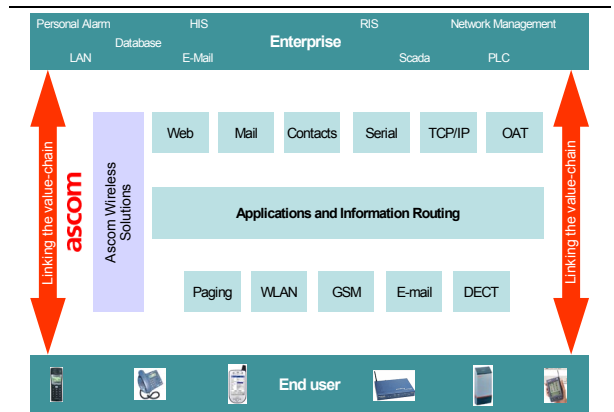 Personal Alarm HIS RIS Network Management
Database Enterprise
LAN E-Mail Scada PLC
Linking the value-chain
ascom
Ascom Wireless
Solutions
Web Mail Contacts Serial TCP/IP OAT
Applications and Information Routing
Paging WLAN GSM E-mail DECT
Linking the value-chain
End user